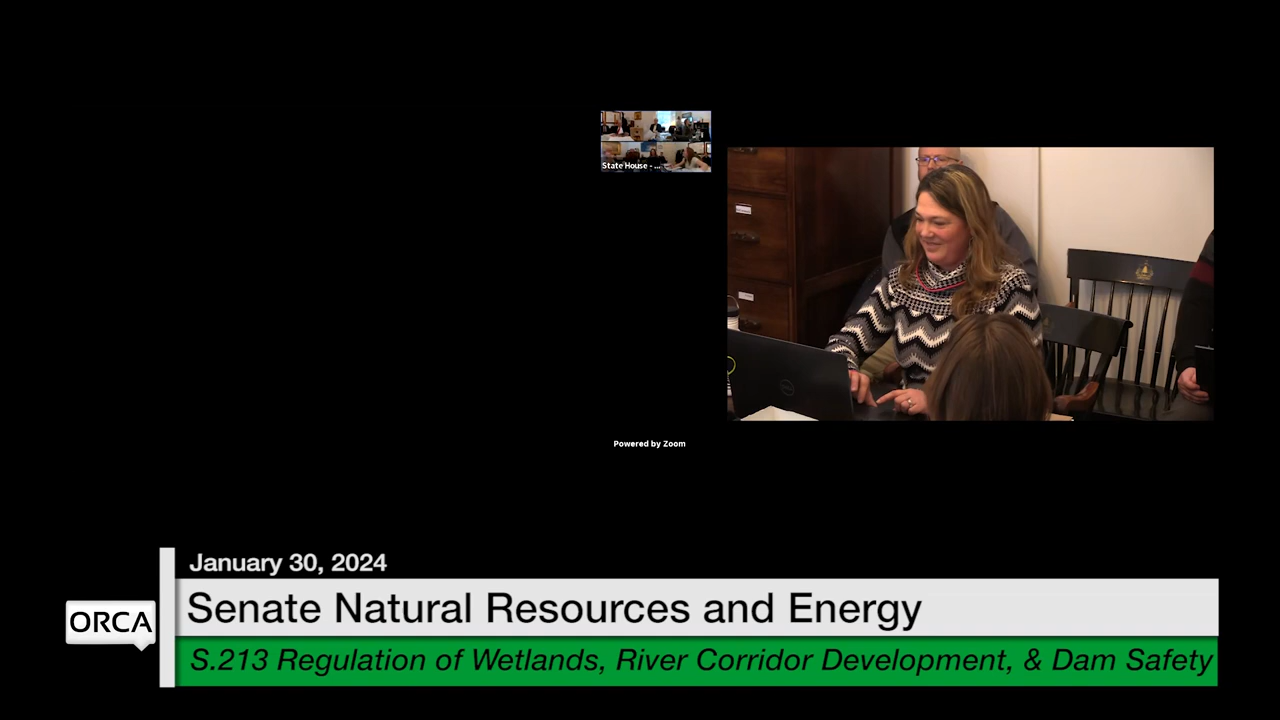 State House - ...
Powered by Zoom
January 30, 2024
Senate Natural Resources and Energy
ORCA
S.213 Regulation of Wetlands, River Corridor Development, & Dam Safety